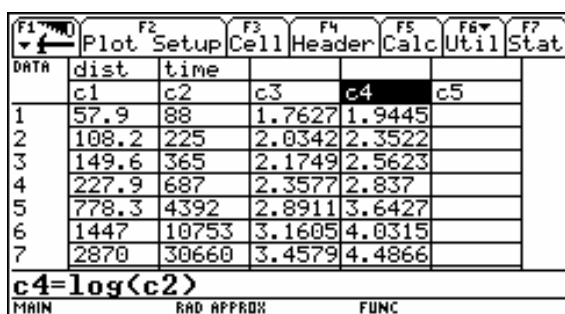 F1 F2 F3 F4 F5 F6 F7
Plot Setup Cell Header Calc Util Stat
DATA dist time
c1 c2 c3 c4 c5
1 57.9 88 1.7627 1.9445
2 108.2 225 2.0342 2.3522
3 149.6 365 2.1749 2.5623
4 227.9 687 2.3577 2.837
5 778.3 4392 2.8911 3.6427
6 1447 10753 3.1605 4.0315
7 2870 30660 3.4579 4.4866
c4=log(c2)
MAIN RAD APPROX FUNC